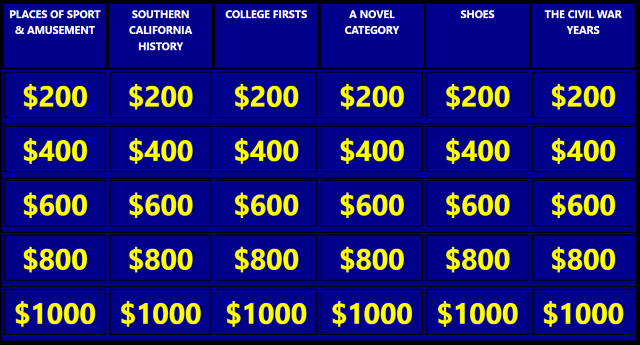 PLACES OF SPORT
& AMUSEMENT
SOUTHERN
CALIFORNIA
HISTORY
COLLEGE FIRSTS
A NOVEL
CATEGORY
SHOES
THE CIVIL WAR
YEARS
$200 $200 $200 $200 $200 $200
$400 $400 $400 $400 $400 $400
$600 $600 $600 $600 $600 $600
$800 $800 $800 $800 $800 $800
$1000 $1000 $1000 $1000 $1000 $1000